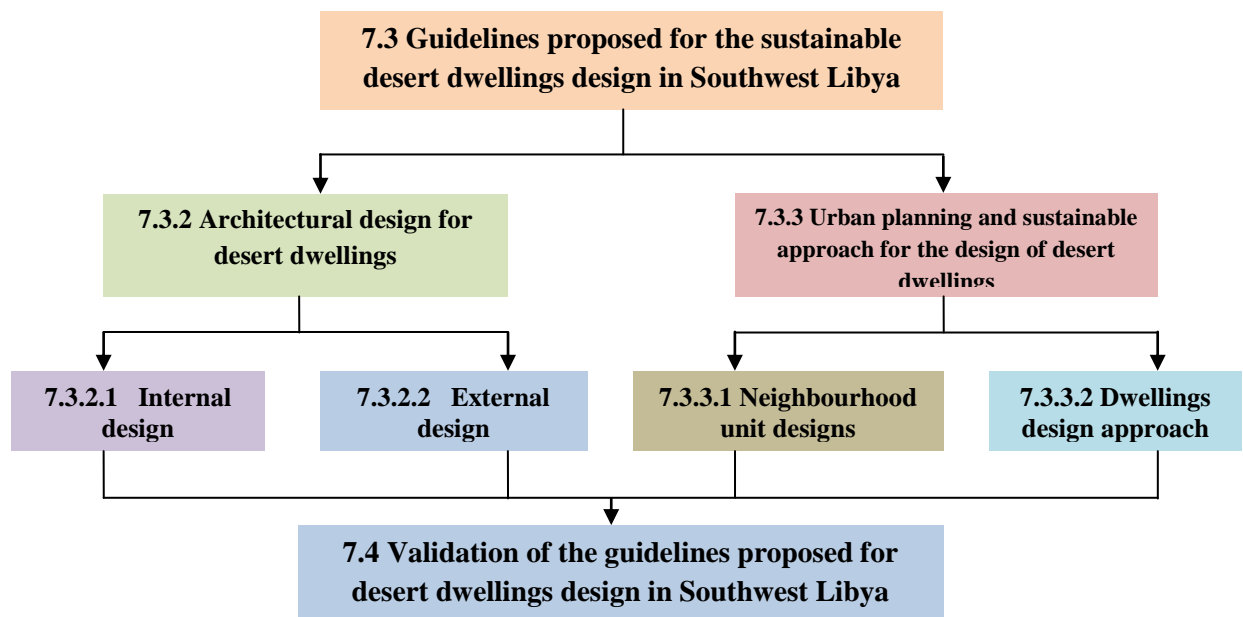 7.3 Guidelines proposed for the sustainable
desert dwellings design in Southwest Libya
7.3.2 Architectural design for
desert dwellings
7.3.3 Urban planning and sustainable
approach for the design of desert
dwellings
7.3.2.1 Internal
design
7.3.2.2 External
design
7.3.3.1 Neighbourhood
unit designs
7.3.3.2 Dwellings
design approach
7.4 Validation of the guidelines proposed for
desert dwellings design in Southwest Libya